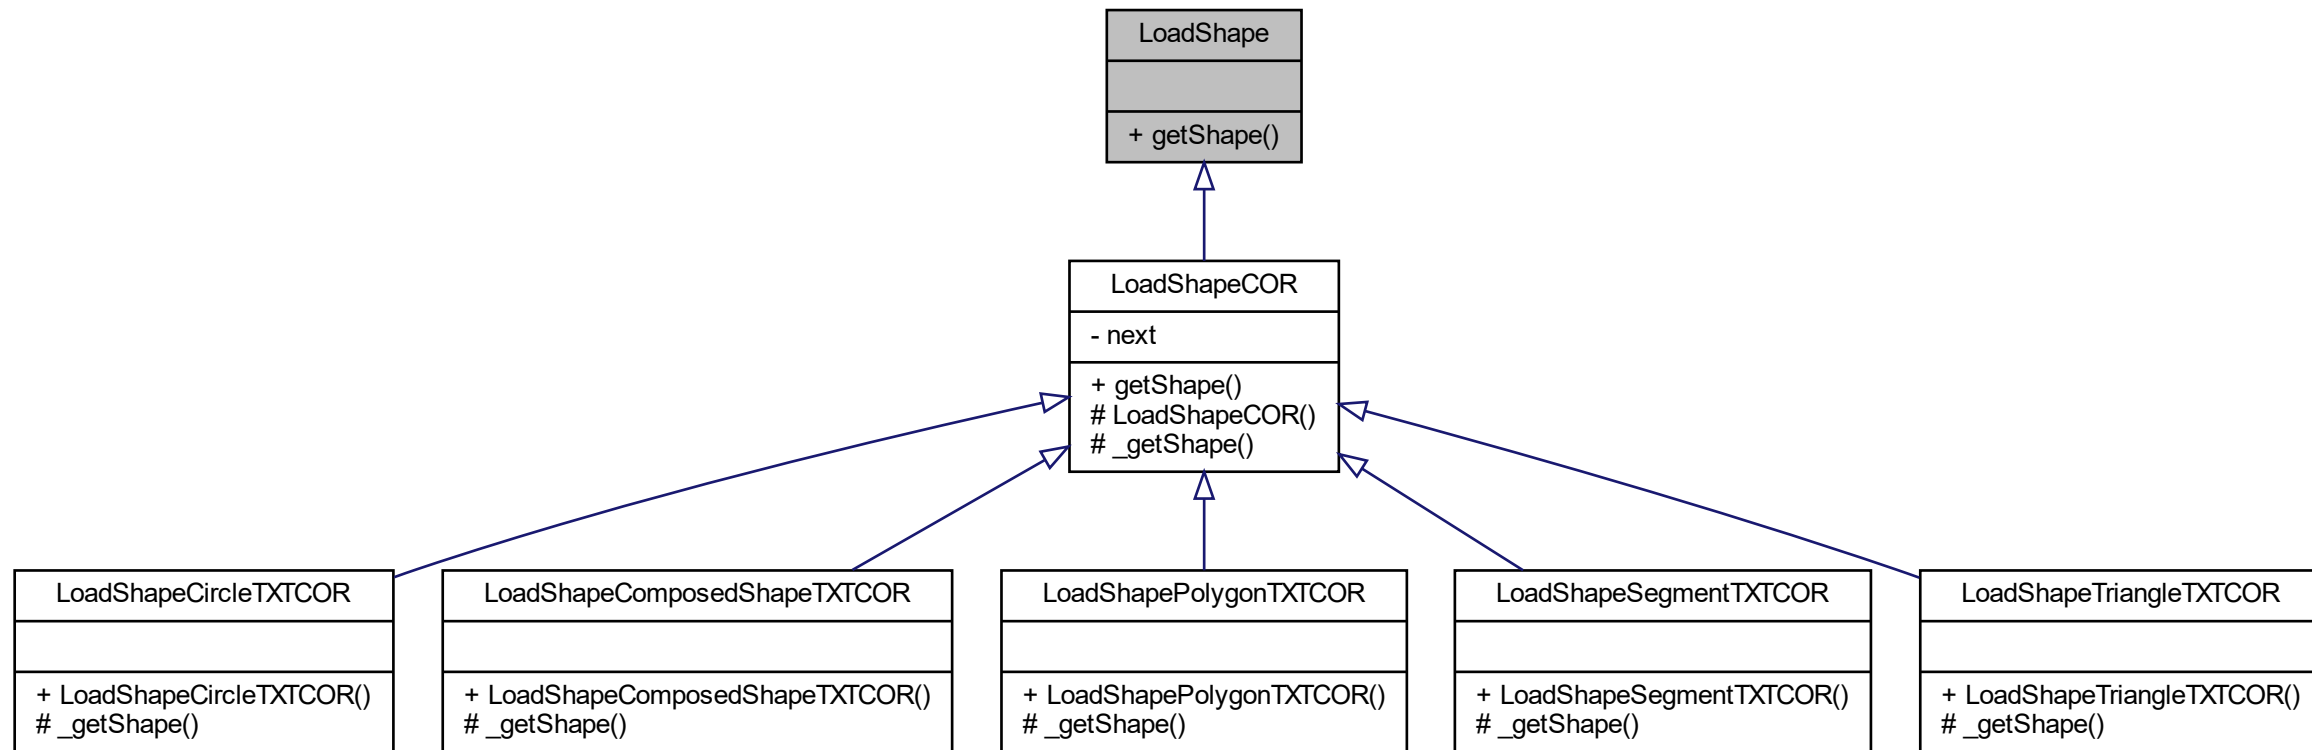 LoadShape
+ getShape()
LoadShapeCOR
- next
+ getShape()
# LoadShapeCOR()
# _getShape()
LoadShapeCircleTXTCOR
+ LoadShapeCircleTXTCOR()
# _getShape()
LoadShapeComposedShapeTXTCOR
+ LoadShapeComposedShapeTXTCOR()
# _getShape()
LoadShapePolygonTXTCOR
+ LoadShapePolygonTXTCOR()
# _getShape()
LoadShapeSegmentTXTCOR
+ LoadShapeSegmentTXTCOR()
# _getShape()
LoadShapeTriangleTXTCOR
+ LoadShapeTriangleTXTCOR()
# _getShape()